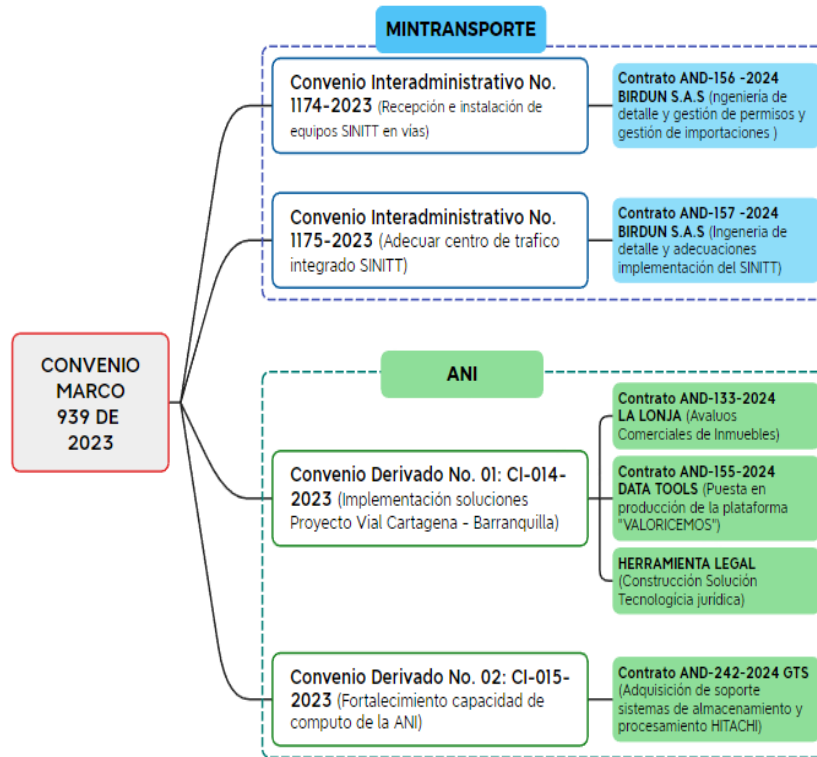 MINTRANSPORTE
Convenio Interadministrativo No.
1174-2023 (Recepción e instalación de
equipos SINITT en vías)
Contrato AND-156 -2024
BIRDUN S.A.S (ngeniería de
detalle y gestión de permisos y
gestión de importaciones )
Convenio Interadministrativo No.
1175-2023 (Adecuar centro de trafico
integrado SINITT)
Contrato AND-157 -2024
BIRDUN S.A.S (Ingenería de
detalle y adecuaciones
implementación del SINITT)
CONVENIO
MARCO
939 DE
2023
ANI
Convenio Derivado No. 01: CI-014-
2023 (Implementación soluciones
Proyecto Vial Cartagena - Barranquilla)
Contrato AND-133-2024
LA LONJA (Avaluos
Comerciales de Inmuebles)
Contrato AND-155-2024
DATA TOOLS (Puesta en
producción de la plataforma
"VALORICEMOS")
HERRAMIENTA LEGAL
(Construcción Solución
Tecnologicia jurídica)
Convenio Derivado No. 02: CI-015-
2023 (Fortalecimiento capacidad de
computo de la ANI)
Contrato AND-242-2024 GTS
(Adquisición de soporte
sistemas de almacenamiento y
procesamiento HITACHI)